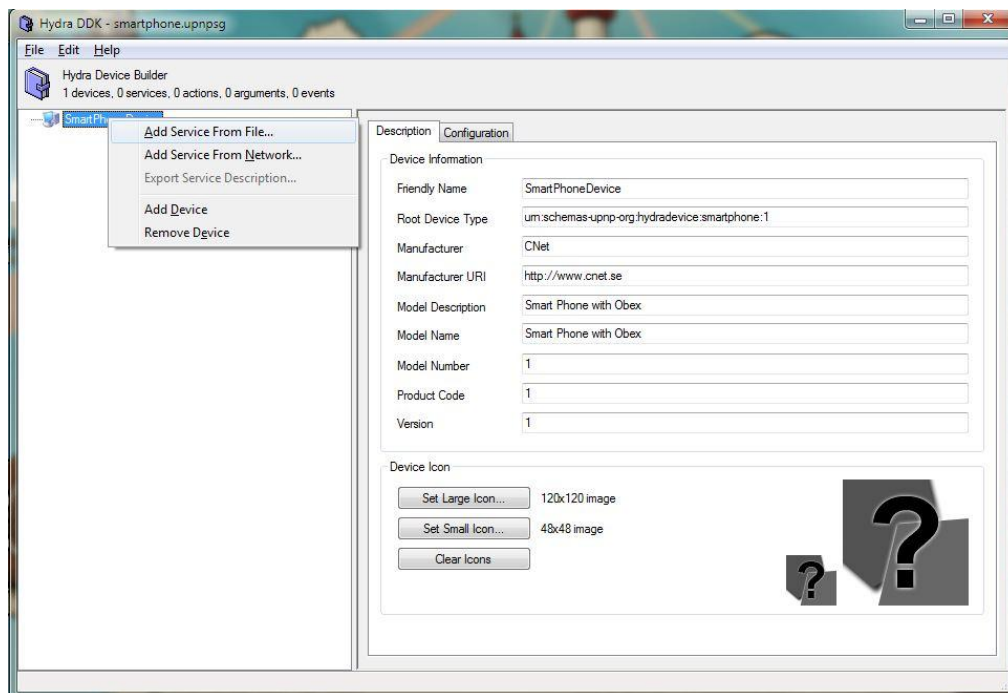 Hydra DDK - smartphone.upnpsg
File Edit Help
Hydra Device Builder
1 devices, 0 services, 0 actions, 0 arguments, 0 events
SmartPh
Add Service From File...
Add Service From Network...
Export Service Description...
Add Device
Remove Device
Description Configuration
Device Information
Friendly Name SmartPhoneDevice
Root Device Type urn:schemas-upnp-org:hydradevice:smartphone:1
Manufacturer CNet
Manufacturer URI http://www.cnet.se
Model Description Smart Phone with Obex
Model Name Smart Phone with Obex
Model Number 1
Product Code 1
Version 1
Device Icon
Set Large Icon... 120x120 image
Set Small Icon... 48x48 image
Clear Icons
? ?